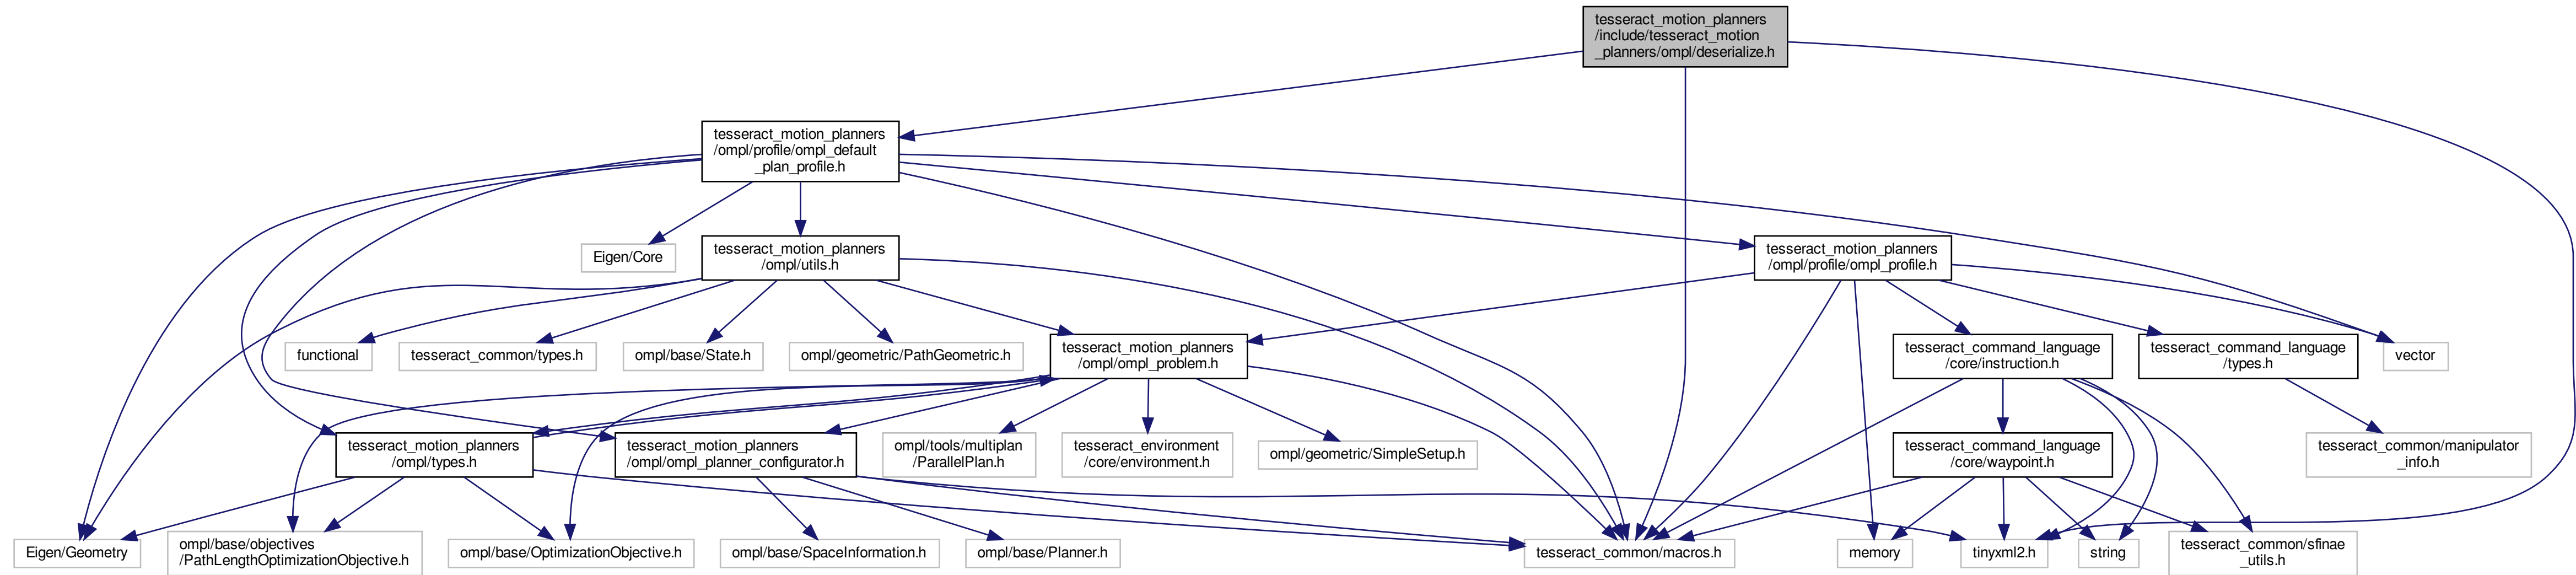 tesseract_motion_planners
/include/tesseract_motion
_planners/ompl/deserialize.h
tesseract_motion_planners
/ompl/profile/ompl_default
_plan_profile.h
Eigen/Core
tesseract_motion_planners
/ompl/utils.h
tesseract_motion_planners
/ompl/profile/ompl_profile.h
functional
tesseract_common/types.h
ompl/base/State.h
ompl/geometric/PathGeometric.h
tesseract_motion_planners
/ompl/ompl_problem.h
tesseract_command_language
/core/instruction.h
tesseract_command_language
/types.h
vector
tesseract_motion_planners
/ompl/types.h
tesseract_motion_planners
/ompl/ompl_planner_configurator.h
ompl/tools/multiplan
/ParallelPlan.h
tesseract_environment
/core/environment.h
ompl/geometric/SimpleSetup.h
tesseract_command_language
/core/waypoint.h
tesseract_common/manipulator
_info.h
Eigen/Geometry
ompl/base/objectives
/PathLengthOptimizationObjective.h
ompl/base/OptimizationObjective.h
ompl/base/SpaceInformation.h
ompl/base/Planner.h
tesseract_common/macros.h
memory
tinyxml2.h
string
tesseract_common/sfinae
_utils.h